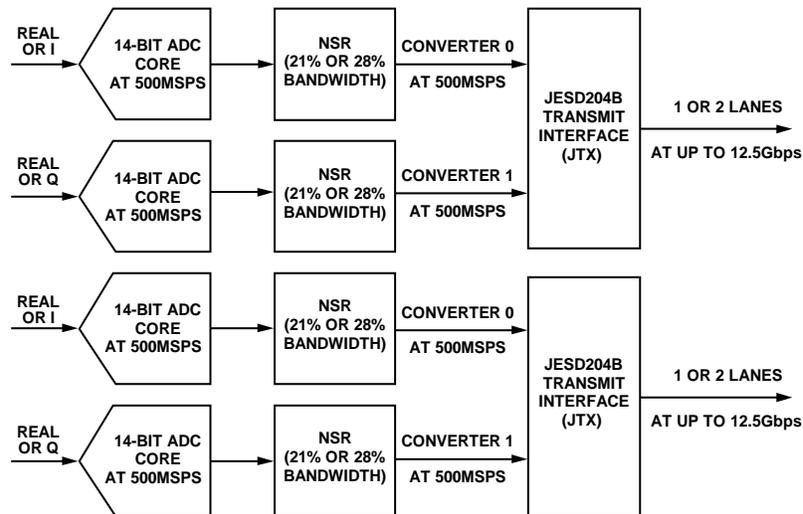 REAL
OR I
14-BIT ADC
CORE
AT 500MSPS
NSR
(21% OR 28%
BANDWIDTH)
CONVERTER 0
AT 500MSPS
REAL
OR Q
14-BIT ADC
CORE
AT 500MSPS
NSR
(21% OR 28%
BANDWIDTH)
CONVERTER 1
AT 500MSPS
JESD204B
TRANSMIT
INTERFACE
(JTX)
1 OR 2 LANES
AT UP TO 12.5Gbps
REAL
OR I
14-BIT ADC
CORE
AT 500MSPS
NSR
(21% OR 28%
BANDWIDTH)
CONVERTER 0
AT 500MSPS
REAL
OR Q
14-BIT ADC
CORE
AT 500MSPS
NSR
(21% OR 28%
BANDWIDTH)
CONVERTER 1
AT 500MSPS
JESD204B
TRANSMIT
INTERFACE
(JTX)
1 OR 2 LANES
AT UP TO 12.5Gbps